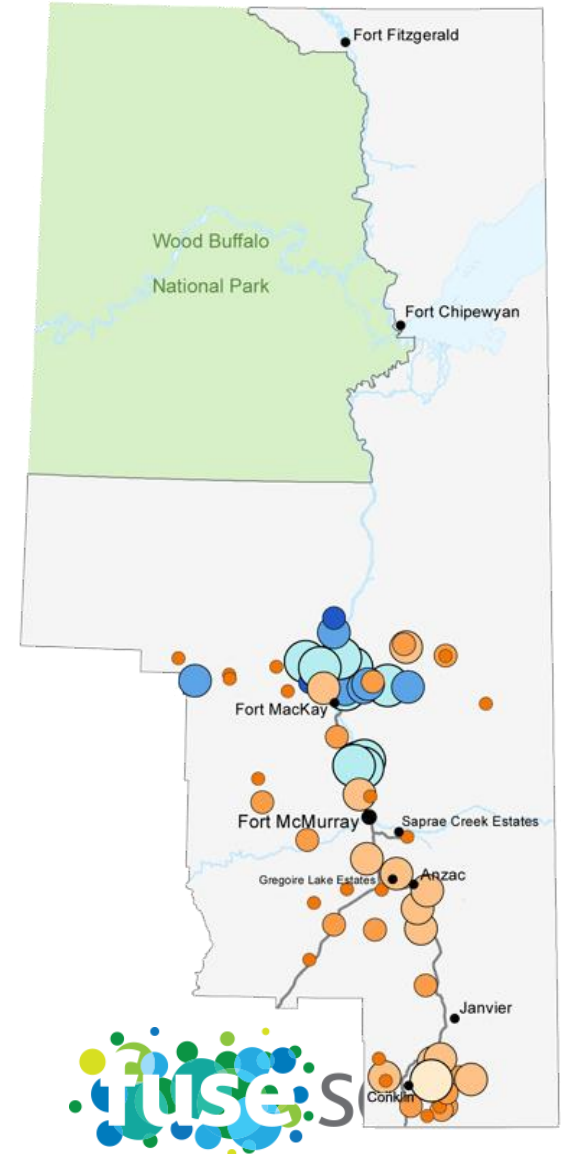 Fort Fitzgerald
Wood Buffalo
National Park
Fort Chipewyan
Fort MacKay
Fort McMurray
Saprae Creek Estates
Gregoire Lake Estates
Anzac
Janvier
Conklin
fuse